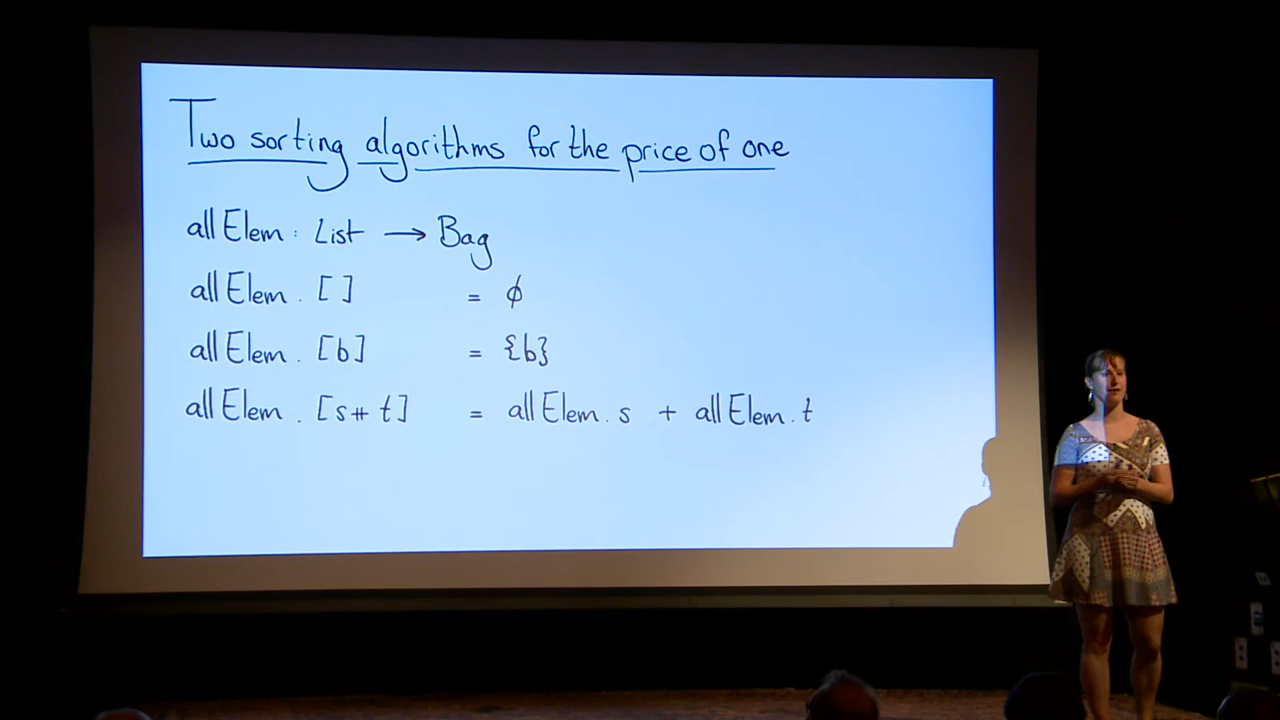 Two sorting algorithms for the price of one
allElem : List → Bag
allElem . [ ] = ϕ
allElem . [b] = {b}
allElem . [s ++ t] = allElem . s + allElem . t